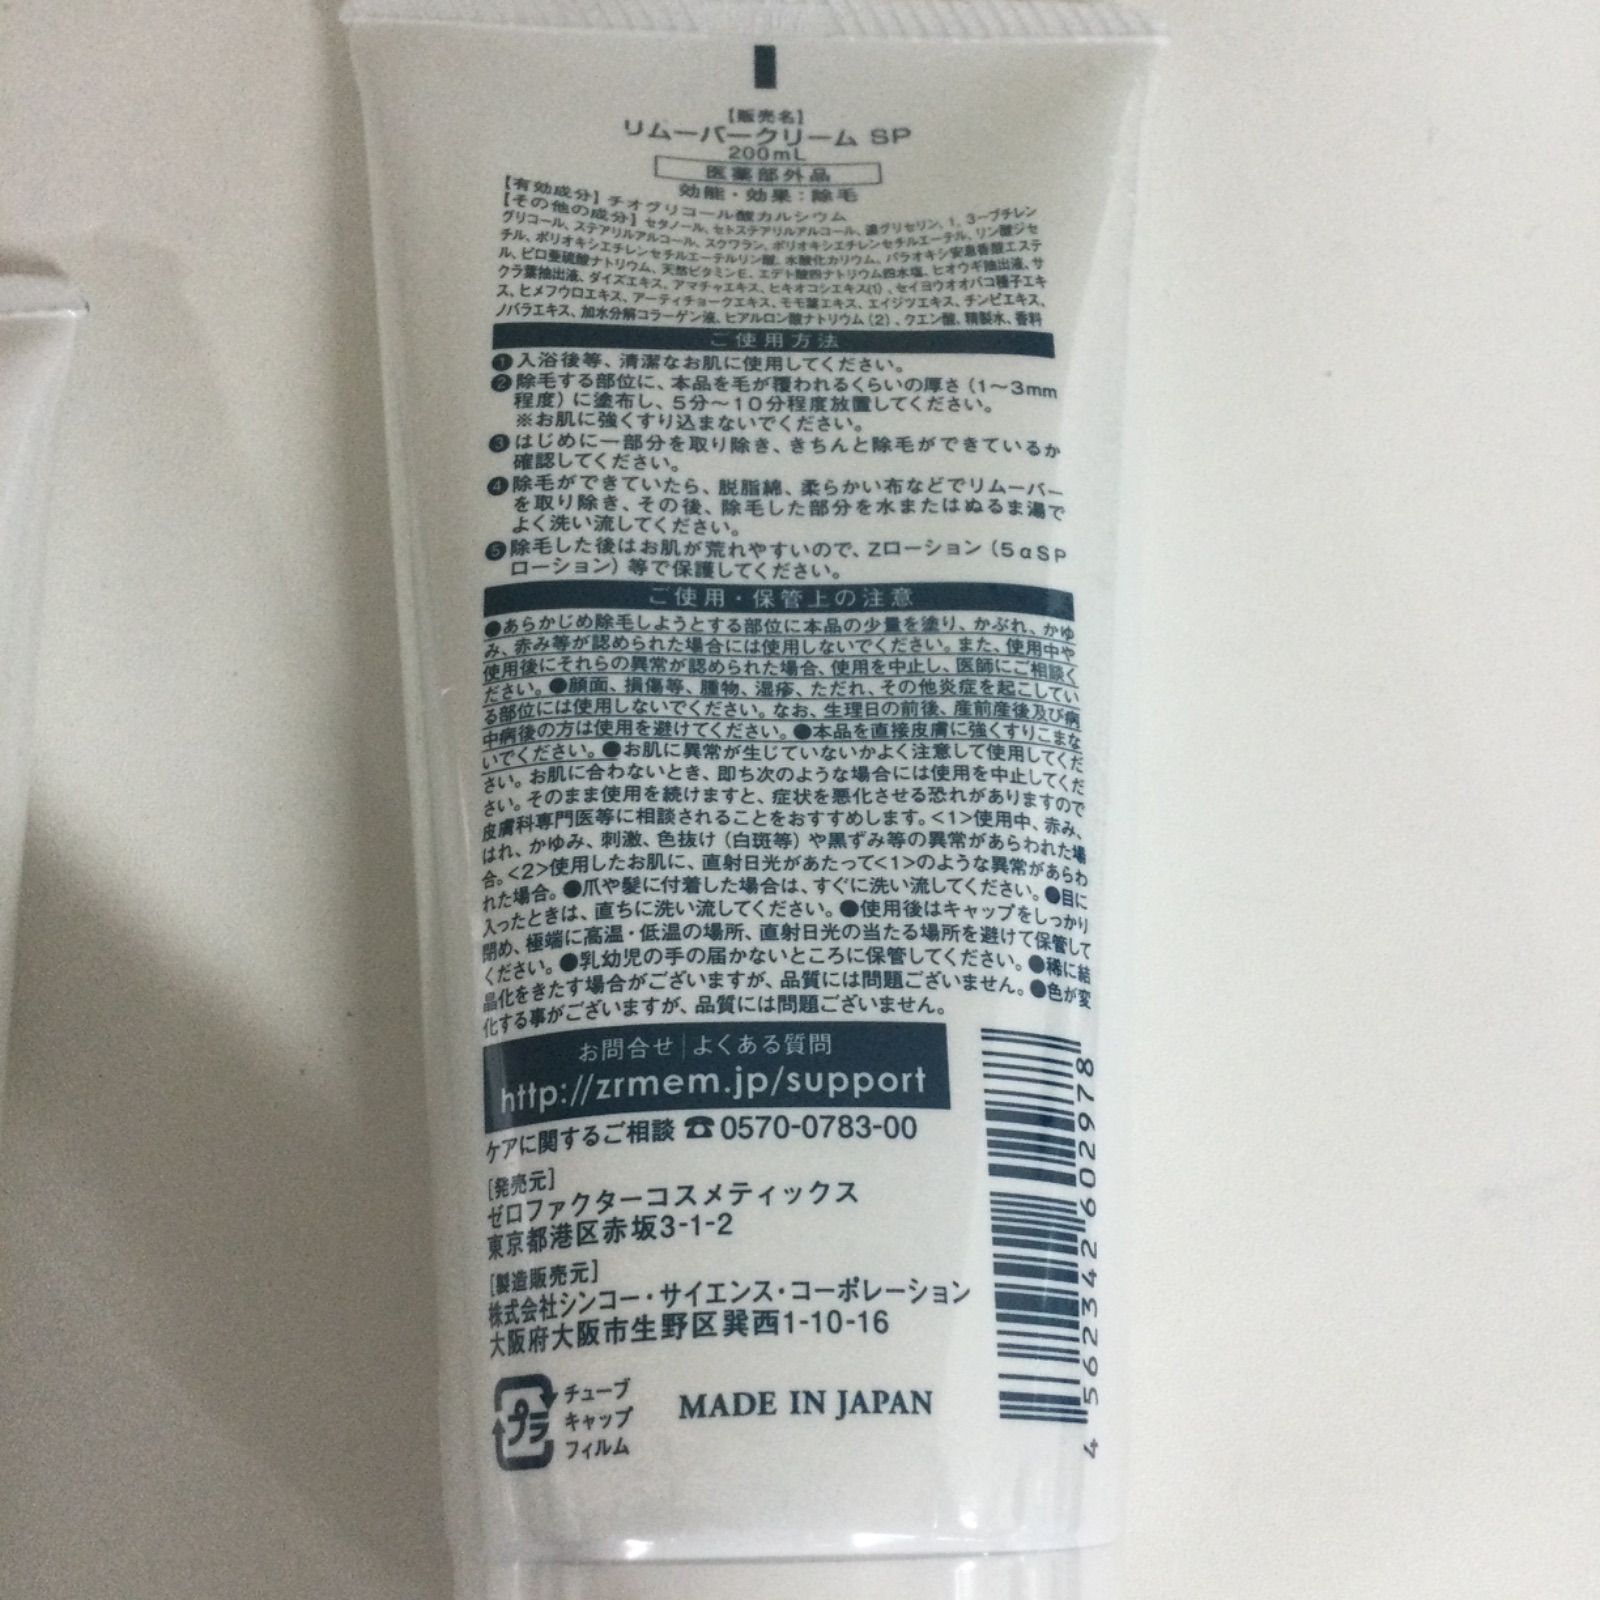 【販売名】
リムーバークリーム SP
200mL
医薬部外品
効能・効果：除毛
【有効成分】チオグリコール酸カルシウム
【その他の成分】セタノール、セトステアリルアルコール、濃グリセリン、1，3－ブチレン
グリコール、ステアリルアルコール、スクワラン、ポリオキシエチレンセチルエーテル、リン酸ジセ
チル、ポリオキシエチレンセチルエーテルリン酸、水酸化カリウム、パラオキシ安息香酸エステ
ル、ピロ亜硫酸ナトリウム、天然ビタミンE、エデト酸四ナトリウム四水塩、ヒオウギ抽出液、サ
クラ葉抽出液、ダイズエキス、アマチャエキス、ヒキオコシエキス(1)、セイヨウオオバコ種子エキ
ス、ヒメフウロエキス、アーティチョークエキス、モモ葉エキス、エイジツエキス、チンピエキス、
ノバラエキス、加水分解コラーゲン液、ヒアルロン酸ナトリウム（2）、クエン酸、精製水、香料
ご使用方法
❶入浴後等、清潔なお肌に使用してください。
❷除毛する部位に、本品を毛が覆われるくらいの厚さ（1～3mm
程度）に塗布し、5分～10分程度放置してください。
※お肌に強くすり込まないでください。
❸はじめに一部分を取り除き、きちんと除毛ができているか
確認してください。
❹除毛ができていたら、脱脂綿、柔らかい布などでリムーバー
を取り除き、その後、除毛した部分を水またはぬるま湯で
よく洗い流してください。
❺除毛した後はお肌が荒れやすいので、Zローション（5αSP
ローション）等で保護してください。
ご使用・保管上の注意
●あらかじめ除毛しようとする部位に本品の少量を塗り、かぶれ、かゆ
み、赤み等が認められた場合には使用しないでください。また、使用中や
使用後にそれらの異常が認められた場合、使用を中止し、医師にご相談く
ださい。●顔面、損傷等、腫物、湿疹、ただれ、その他炎症を起こしてい
る部位には使用しないでください。なお、生理日の前後、産前産後及び病
中病後の方は使用を避けてください。●本品を直接皮膚に強くすりこまな
いでください。●お肌に異常が生じていないかよく注意して使用してくだ
さい。お肌に合わないとき、即ち次のような場合には使用を中止してくだ
さい。そのまま使用を続けますと、症状を悪化させる恐れがありますので
皮膚科専門医等に相談されることをおすすめします。<1>使用中、赤み、
はれ、かゆみ、刺激、色抜け（白斑等）や黒ずみ等の異常があらわれた場
合。<2>使用したお肌に、直射日光があたって<1>のような異常があらわ
れた場合。●爪や髪に付着した場合は、すぐに洗い流してください。●目に
入ったときは、直ちに洗い流してください。●使用後はキャップをしっかり
閉め、極端に高温・低温の場所、直射日光の当たる場所を避けて保管して
ください。●乳幼児の手の届かないところに保管してください。●稀に結
晶化をきたす場合がございますが、品質には問題ございません。●色が変
化する事がございますが、品質には問題ございません。
お問合せ｜よくある質問
http://zrmem.jp/support
ケアに関するご相談 ☎0570-0783-00
[発売元]
ゼロファクターコスメティックス
東京都港区赤坂3-1-2
[製造販売元]
株式会社シンコー・サイエンス・コーポレーション
大阪府大阪市生野区巽西1-10-16
プラ
チューブ
キャップ
フィルム
MADE IN JAPAN
4562342602978